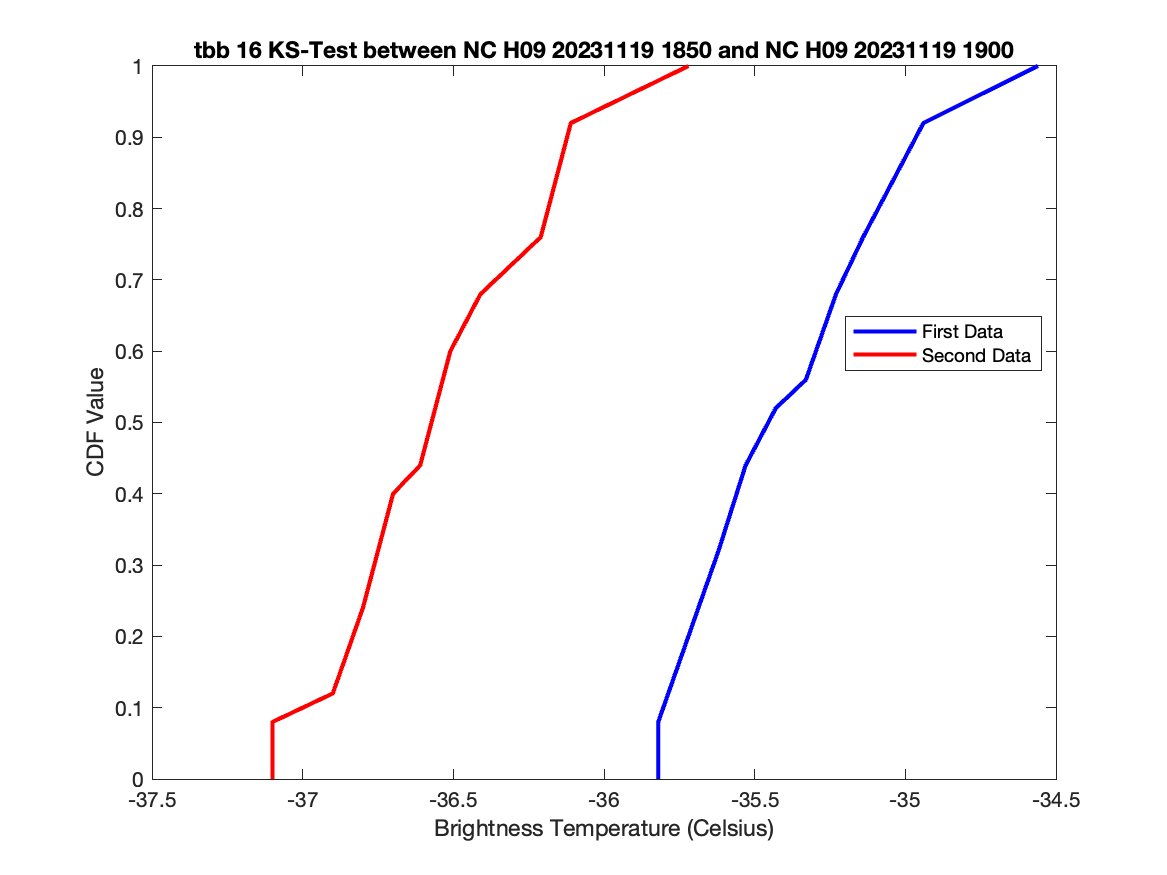 tbb 16 KS-Test between NC H09 20231119 1850 and NC H09 20231119 1900
1
0.9
0.8
0.7
0.6
0.5
0.4
0.3
0.2
0.1
0
CDF Value
First Data
Second Data
-37.5 -37 -36.5 -36 -35.5 -35 -34.5
Brightness Temperature (Celsius)